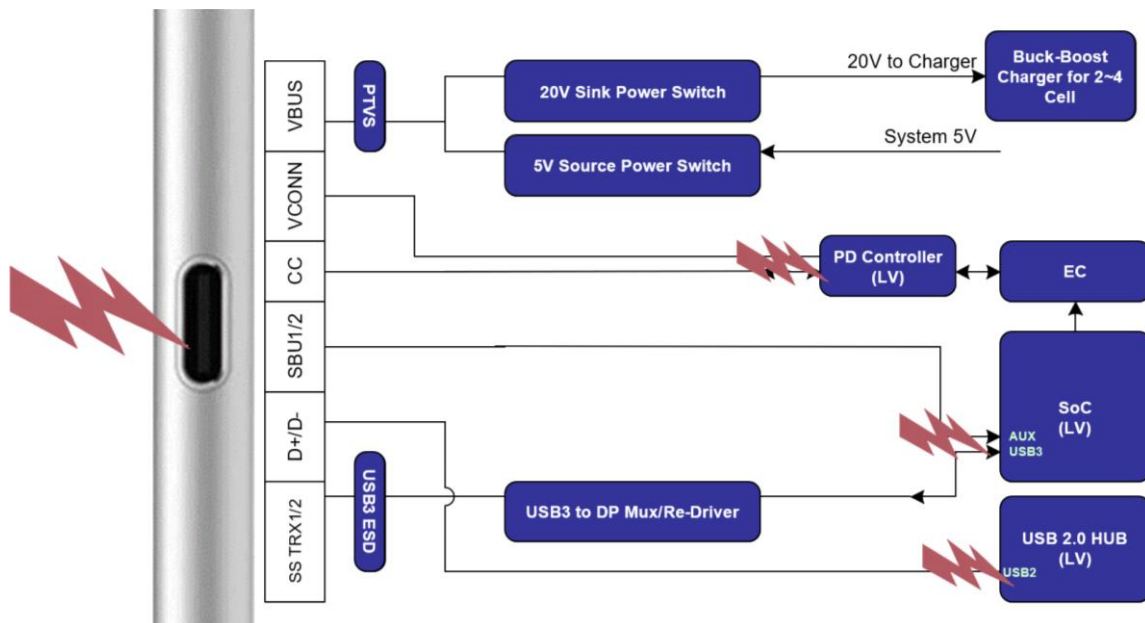 VBUS
VCONN
CC
SBU1/2
D+/D-
SS TRX1/2
PTVS
USB3 ESD
20V Sink Power Switch
20V to Charger
Buck-Boost
Charger for 2~4
Cell
5V Source Power Switch
System 5V
PD Controller
(LV)
EC
SoC
(LV)
AUX
USB3
USB3 to DP Mux/Re-Driver
USB 2.0 HUB
(LV)
USB2